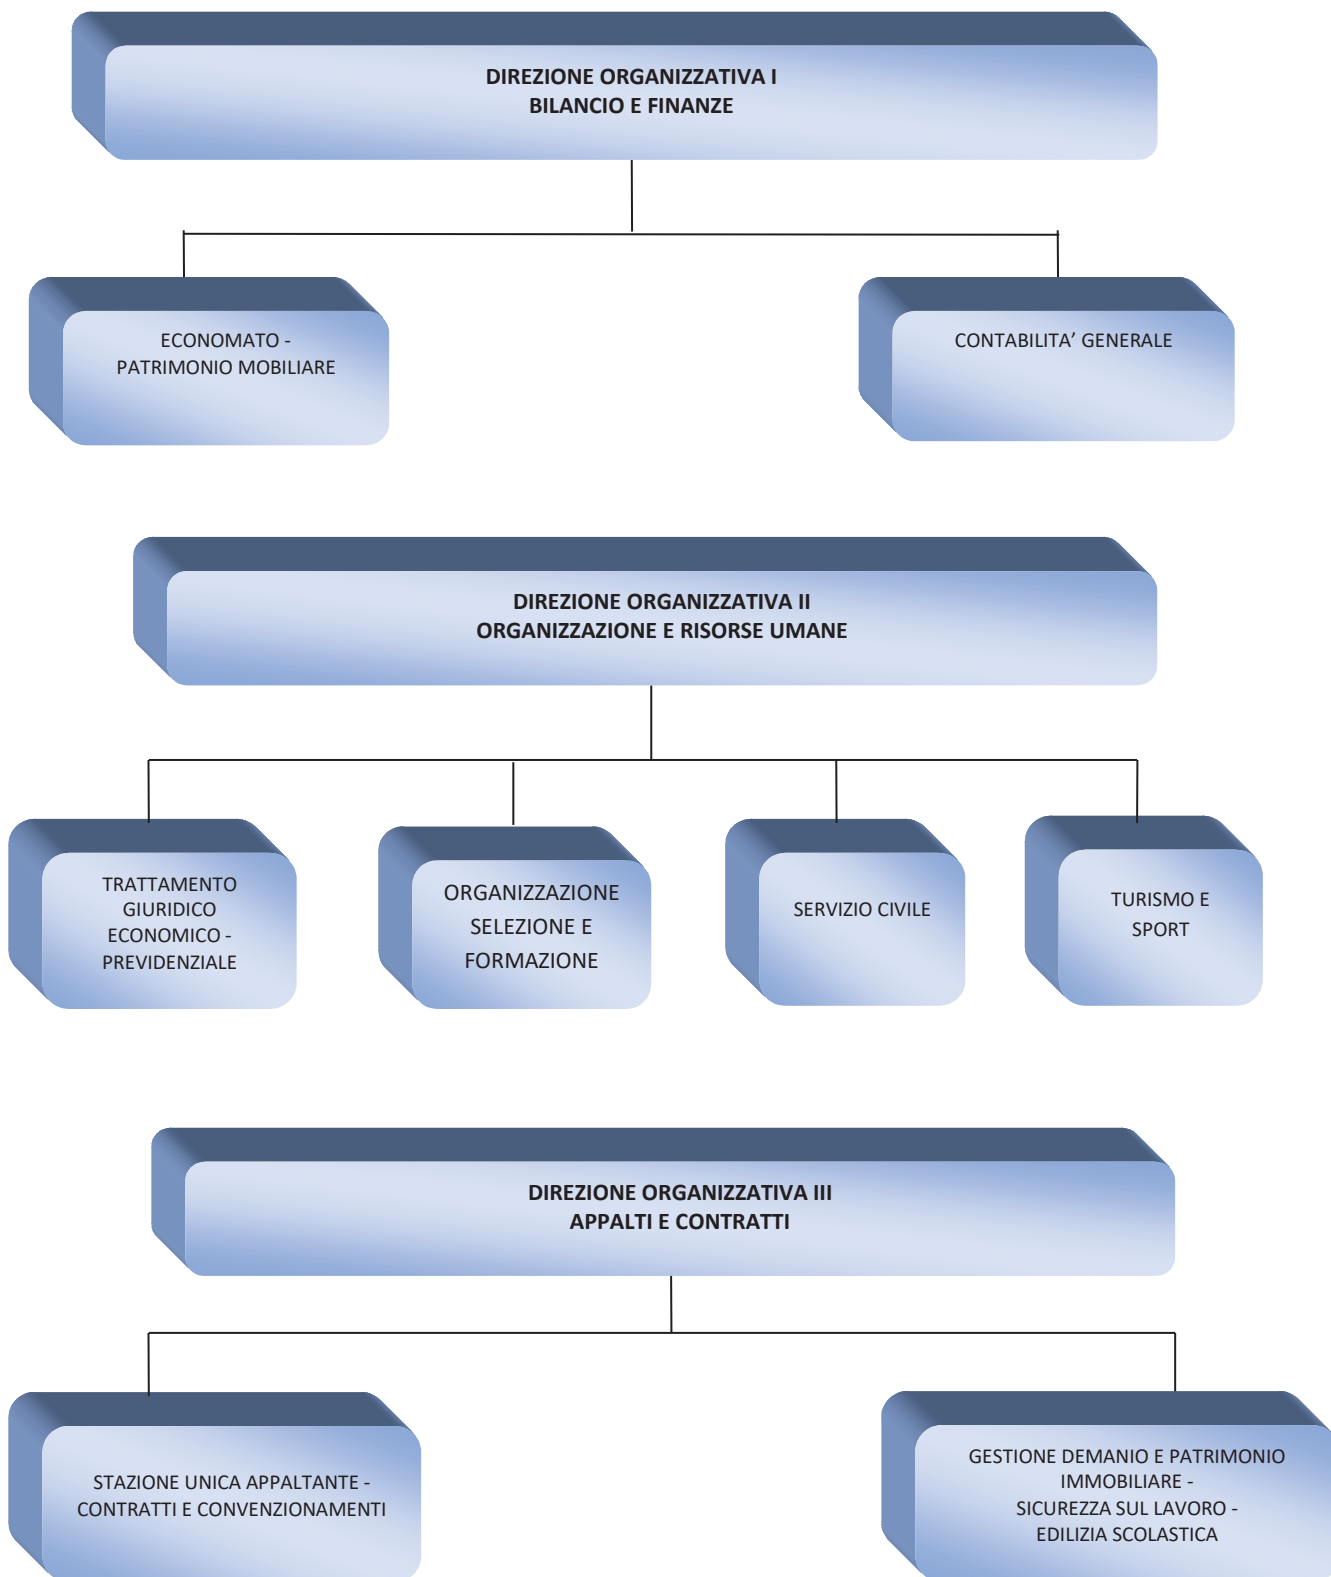 DIREZIONE ORGANIZZATIVA I
BILANCIO E FINANZE
ECONOMATO -
PATRIMONIO MOBILIARE
CONTABILITA’ GENERALE
DIREZIONE ORGANIZZATIVA II
ORGANIZZAZIONE E RISORSE UMANE
TRATTAMENTO
GIURIDICO
ECONOMICO -
PREVIDENZIALE
ORGANIZZAZIONE
SELEZIONE E
FORMAZIONE
SERVIZIO CIVILE
TURISMO E
SPORT
DIREZIONE ORGANIZZATIVA III
APPALTI E CONTRATTI
STAZIONE UNICA APPALTANTE -
CONTRATTI E CONVENZIONAMENTI
GESTIONE DEMANIO E PATRIMONIO
IMMOBILIARE -
SICUREZZA SUL LAVORO -
EDILIZIA SCOLASTICA